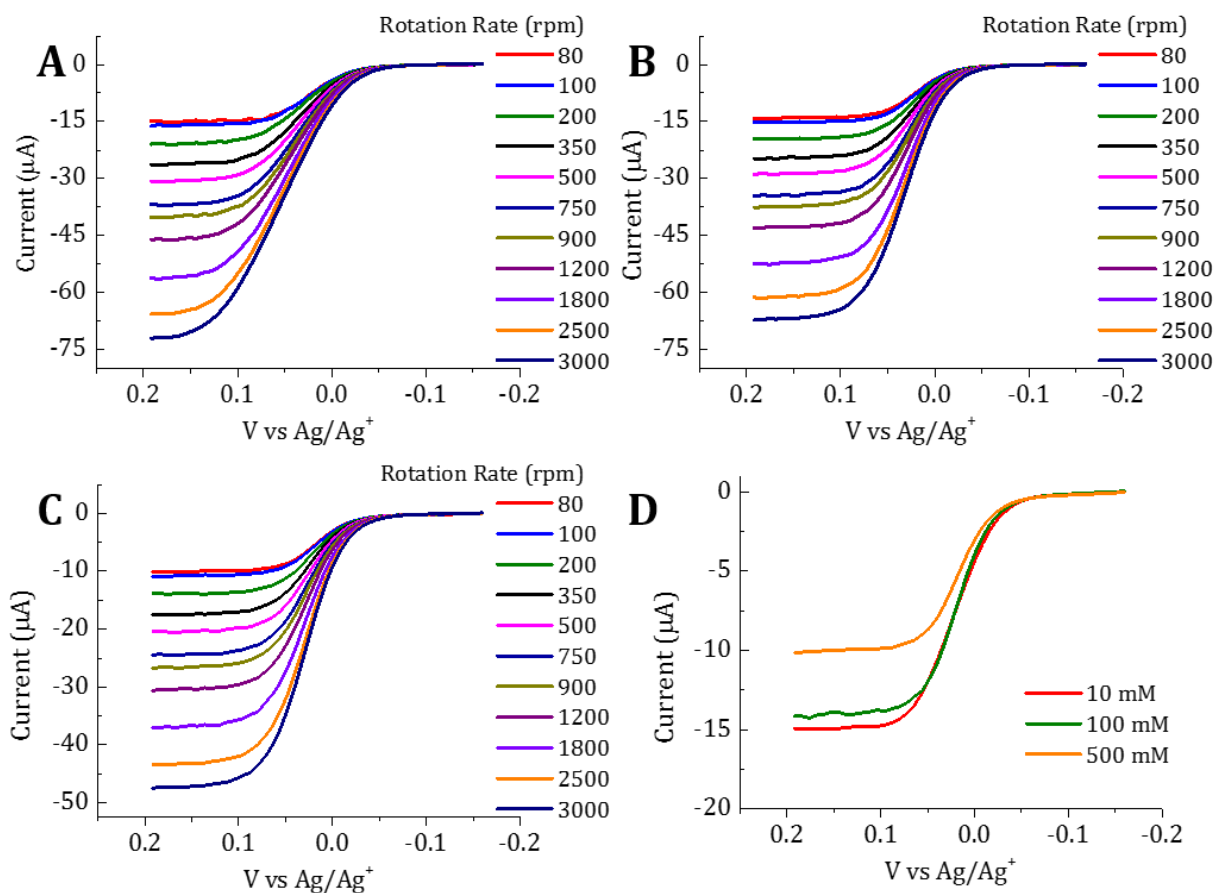 A
Rotation Rate (rpm)
80
100
200
350
500
750
900
1200
1800
2500
3000
0
-15
-30
-45
-60
-75
Current (μA)
0.2 0.1 0.0 -0.1 -0.2
V vs Ag/Ag⁺
B
Rotation Rate (rpm)
80
100
200
350
500
750
900
1200
1800
2500
3000
0
-15
-30
-45
-60
-75
Current (μA)
0.2 0.1 0.0 -0.1 -0.2
V vs Ag/Ag⁺
C
Rotation Rate (rpm)
80
100
200
350
500
750
900
1200
1800
2500
3000
0
-10
-20
-30
-40
-50
Current (μA)
0.2 0.1 0.0 -0.1 -0.2
V vs Ag/Ag⁺
D
0
-5
-10
-15
-20
Current (μA)
10 mM
100 mM
500 mM
0.2 0.1 0.0 -0.1 -0.2
V vs Ag/Ag⁺